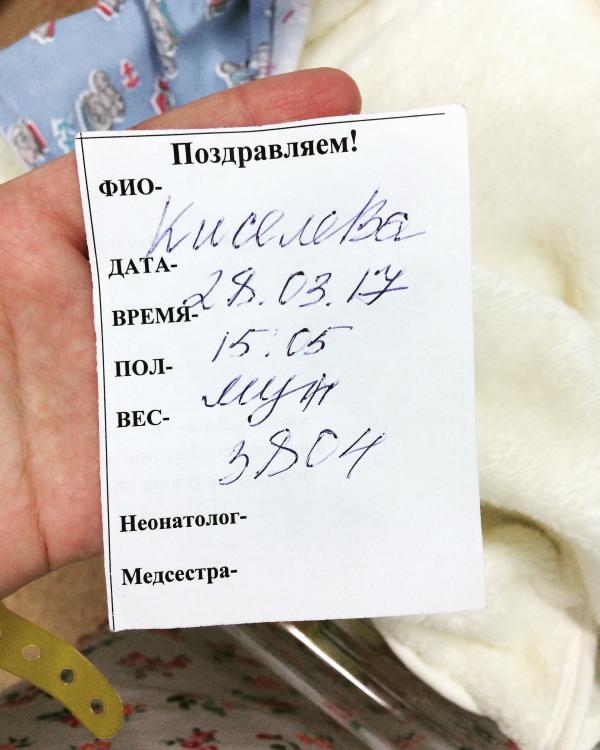 Поздравляем!
ФИО-
Киселева
ДАТА-
28.03.17
ВРЕМЯ-
15.05
ПОЛ-
муж
ВЕС-
3804
Неонатолог-
Медсестра-